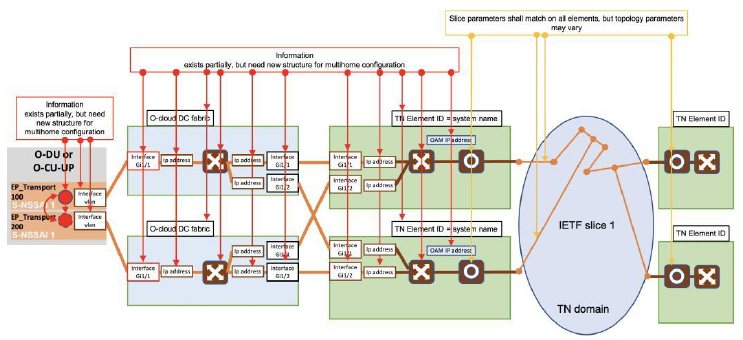 Slice parameters shall match on all elements, but topology parameters
may vary
Information
exists partially, but need new structure for multihome configuration
Information
exists partially, but need
new structure for
multihome configuration
O-cloud DC fabric
TN Element ID = system name
TN Element ID
OAM IP address
O-DU or
O-CU-UP
Interface
Gi1/1
Ip address
Ip address
Interface
Gi1/1
Interface
Gi1/1
Ip address
Ip address
Interface
Gi1/2
Interface
Gi1/2
Ip address
EP_Transport
100
S-NSSAI 1
Interface
vlan
EP_Transport
200
S-NSSAI 1
Interface
vlan
O-cloud DC fabric
TN Element ID = system name
TN Element ID
IETF slice 1
OAM IP address
Ip address
Interface
Gi1/1
Interface
Gi1/1
Ip address
Interface
Gi1/1
Ip address
Ip address
Interface
Gi1/2
Interface
Gi1/2
Ip address
TN domain